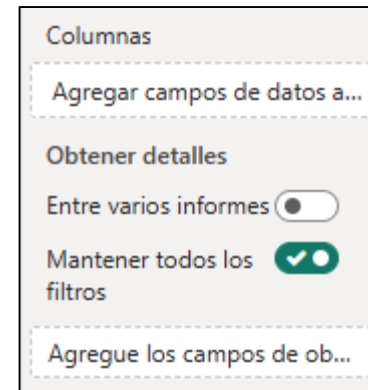 Columnas
Agregar campos de datos a...
Obtener detalles
Entre varios informes
Mantener todos los
filtros
Agregue los campos de ob...